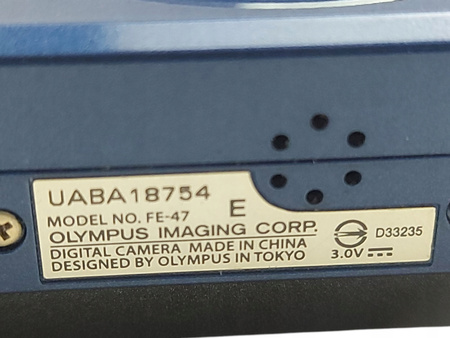 UABA18754
MODEL NO. FE-47 E
OLYMPUS IMAGING CORP.
DIGITAL CAMERA MADE IN CHINA
DESIGNED BY OLYMPUS IN TOKYO
D33235
3.0V